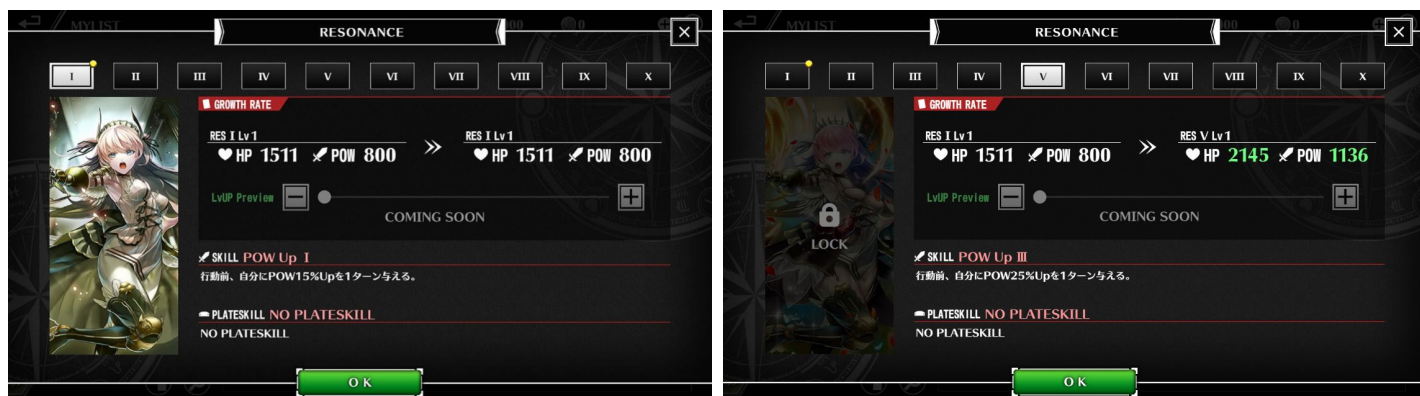 MYLIST
RESONANCE
I II III IV V VI VII VIII IX X
GROWTH RATE
RES I Lv1 RES I Lv1
HP 1511 POW 800 HP 1511 POW 800
LvUP Preview
COMING SOON
SKILL POW Up I
行動前、自分にPOW15%Upを1ターン与える。
PLATESKILL NO PLATESKILL
NO PLATESKILL
OK
MYLIST
RESONANCE
I II III IV V VI VII VIII IX X
GROWTH RATE
RES I Lv1 RES V Lv1
HP 1511 POW 800 HP 2145 POW 1136
LvUP Preview
COMING SOON
LOCK
SKILL POW Up III
行動前、自分にPOW25%Upを1ターン与える。
PLATESKILL NO PLATESKILL
NO PLATESKILL
OK